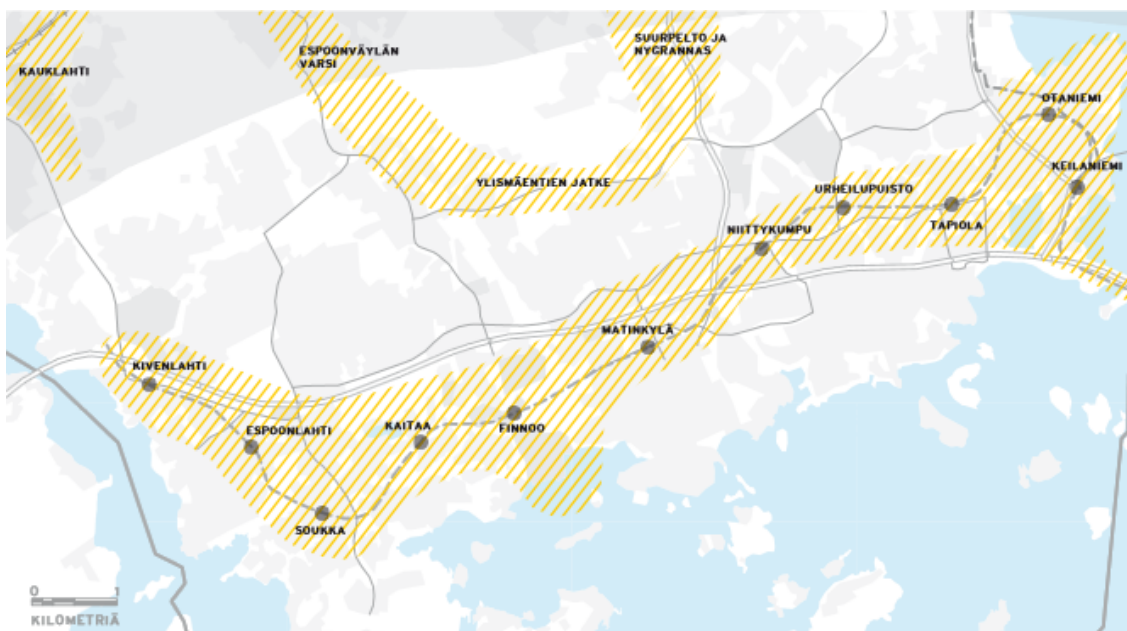 KAUKLAHTI
ESPOONVÄYLÄN
VARSI
SUURPELTO JA
NYGRANNAS
OTANIEMI
KEILANIEMI
YLISMÄENTIEN JATKE
URHEILUPUISTO
TAPIOLA
NIITTYKUMPU
MATINKYLÄ
KIVENLAHTI
ESPOONLAHTI
KAITAA
FINNOO
SOUKKA
0 1
KILOMETRIÄ